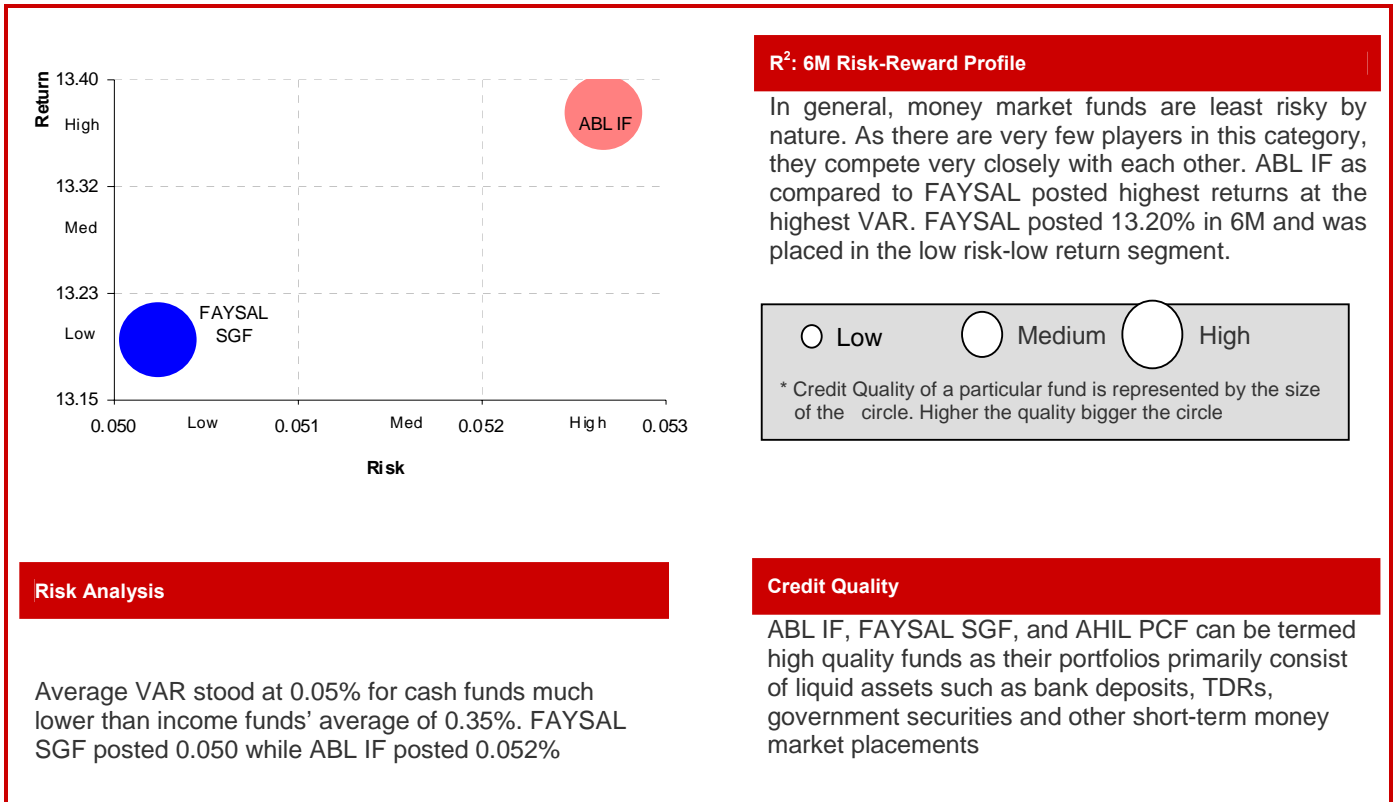 Return
13.40
High
13.32
Med
13.23
Low
13.15
ABL IF
FAYSAL
SGF
0.050
Low
0.051
Med
0.052
High
0.053
Risk
R²: 6M Risk-Reward Profile
In general, money market funds are least risky by
nature. As there are very few players in this category,
they compete very closely with each other. ABL IF as
compared to FAYSAL posted highest returns at the
highest VAR. FAYSAL posted 13.20% in 6M and was
placed in the low risk-low return segment.
Low Medium High
* Credit Quality of a particular fund is represented by the size
of the circle. Higher the quality bigger the circle
Risk Analysis
Average VAR stood at 0.05% for cash funds much
lower than income funds’ average of 0.35%. FAYSAL
SGF posted 0.050 while ABL IF posted 0.052%
Credit Quality
ABL IF, FAYSAL SGF, and AHIL PCF can be termed
high quality funds as their portfolios primarily consist
of liquid assets such as bank deposits, TDRs,
government securities and other short-term money
market placements